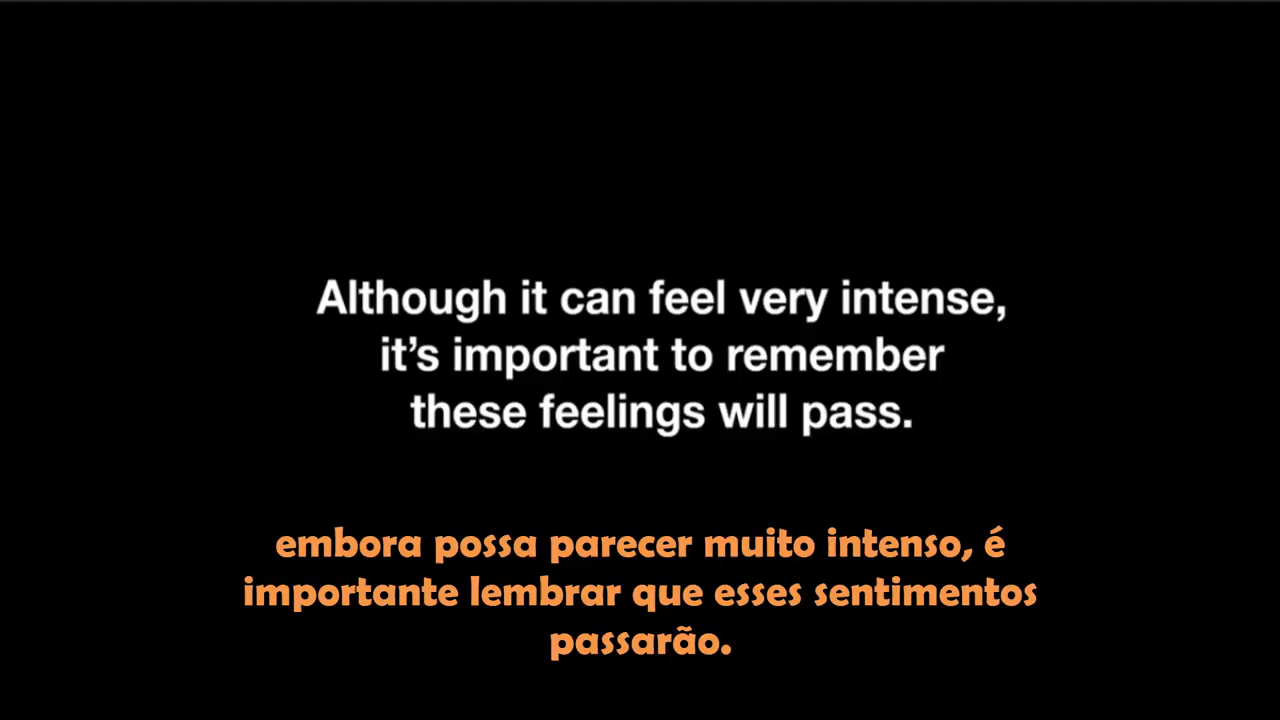 Although it can feel very intense,
it’s important to remember
these feelings will pass.
embora possa parecer muito intenso, é
importante lembrar que esses sentimentos
passarão.